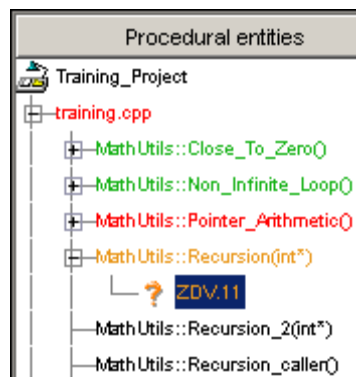 Procedural entities
Training_Project
training.cpp
MathUtils::Close_To_Zero()
MathUtils::Non_Infinite_Loop()
MathUtils::Pointer_Arithmetic()
MathUtils::Recursion(int*)
? ZDV.11
MathUtils::Recursion_2(int*)
MathUtils::Recursion_caller()